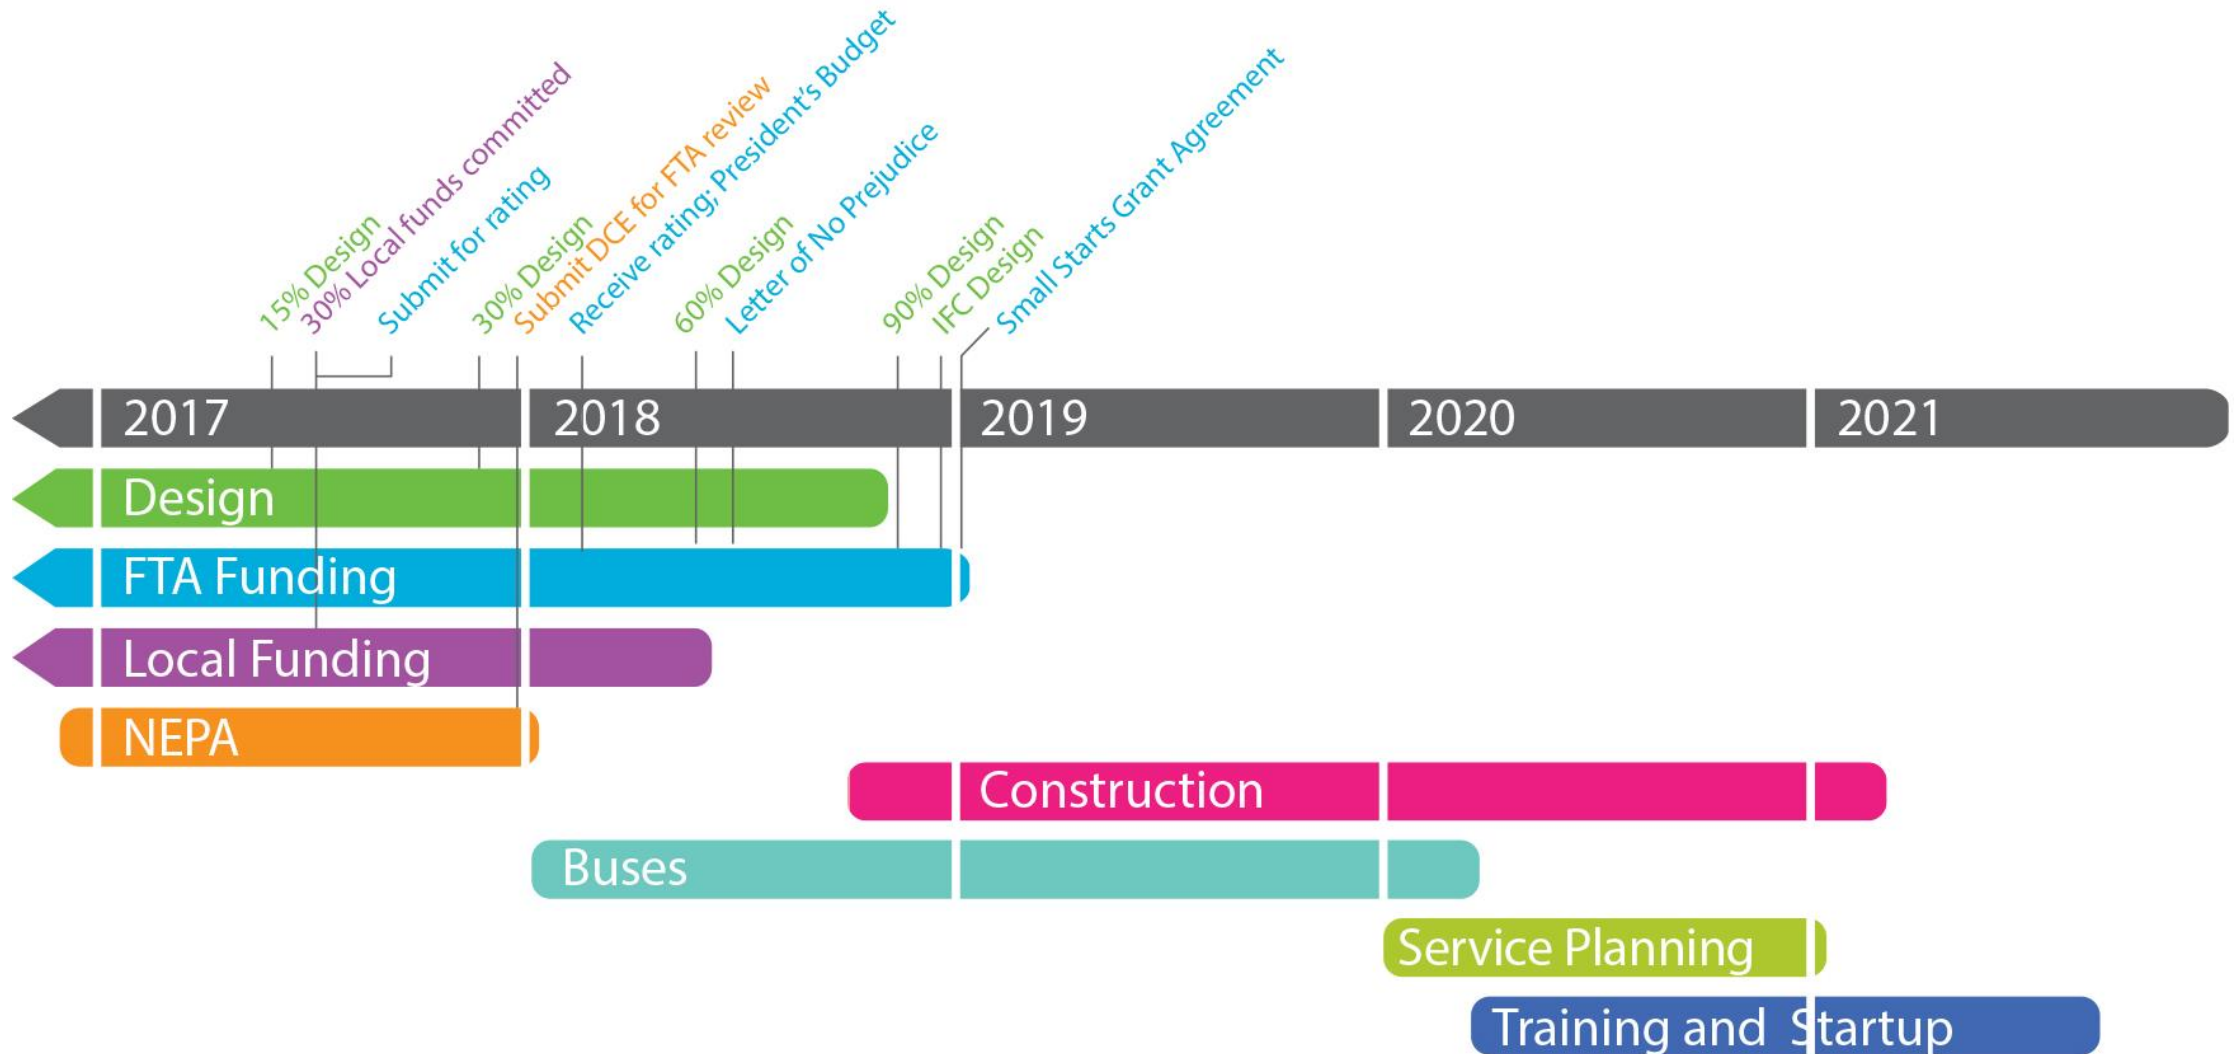 15% Design
30% Local funds committed
Submit for rating
30% Design
Submit DCE for FTA review
Receive rating; President's Budget
60% Design
Letter of No Prejudice
90% Design
IFC Design
Small Starts Grant Agreement
2017
2018
2019
2020
2021
Design
FTA Funding
Local Funding
NEPA
Construction
Buses
Service Planning
Training and Startup